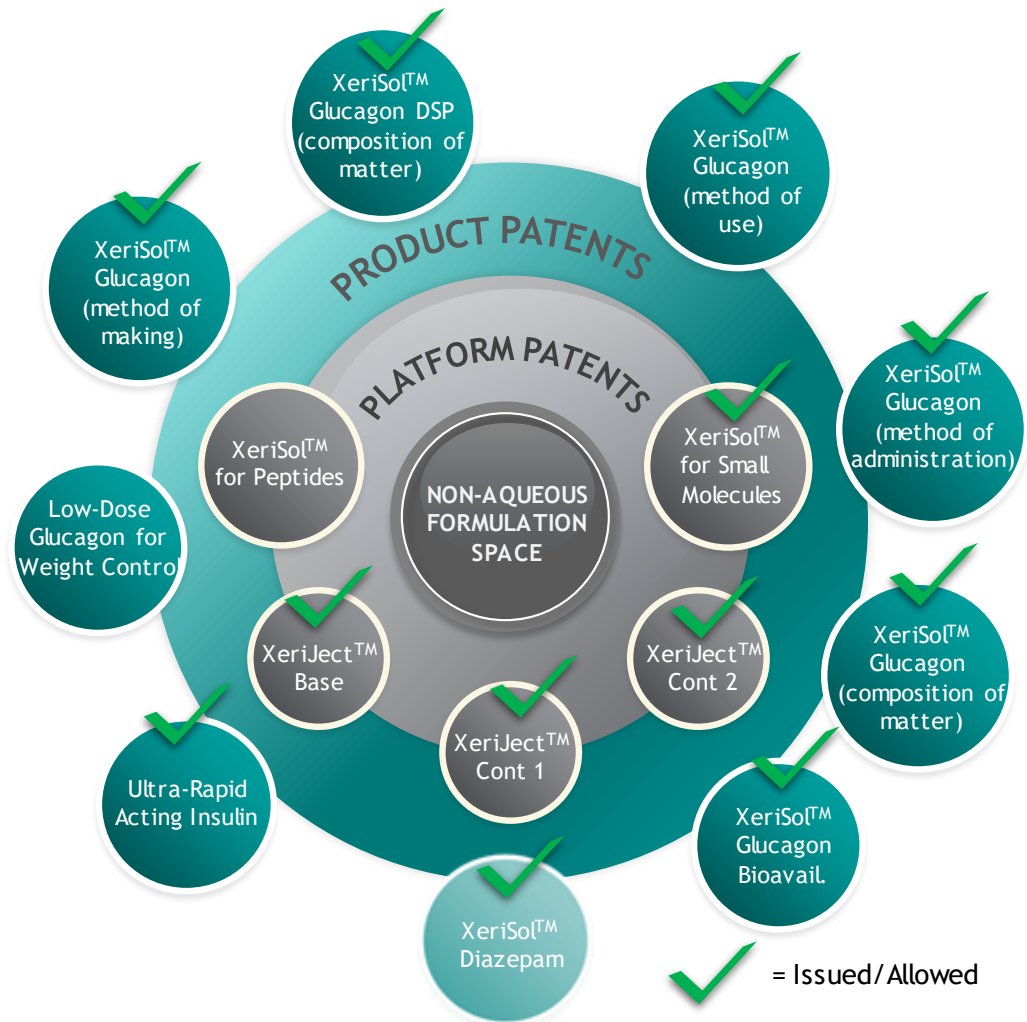 XeriSol™
Glucagon DSP
(composition of
matter)
XeriSol™
Glucagon
(method of
use)
XeriSol™
Glucagon
(method of
making)
PRODUCT PATENTS
PLATFORM PATENTS
XeriSol™
Glucagon
(method of
administration)
XeriSol™
for Peptides
XeriSol™
for Small
Molecules
NON-AQUEOUS
FORMULATION
SPACE
Low-Dose
Glucagon for
Weight Control
XeriJect™
Base
XeriJect™
Cont 2
XeriSol™
Glucagon
(composition of
matter)
XeriJect™
Cont 1
Ultra-Rapid
Acting Insulin
XeriSol™
Glucagon
Bioavail.
XeriSol™
Diazepam
= Issued/Allowed